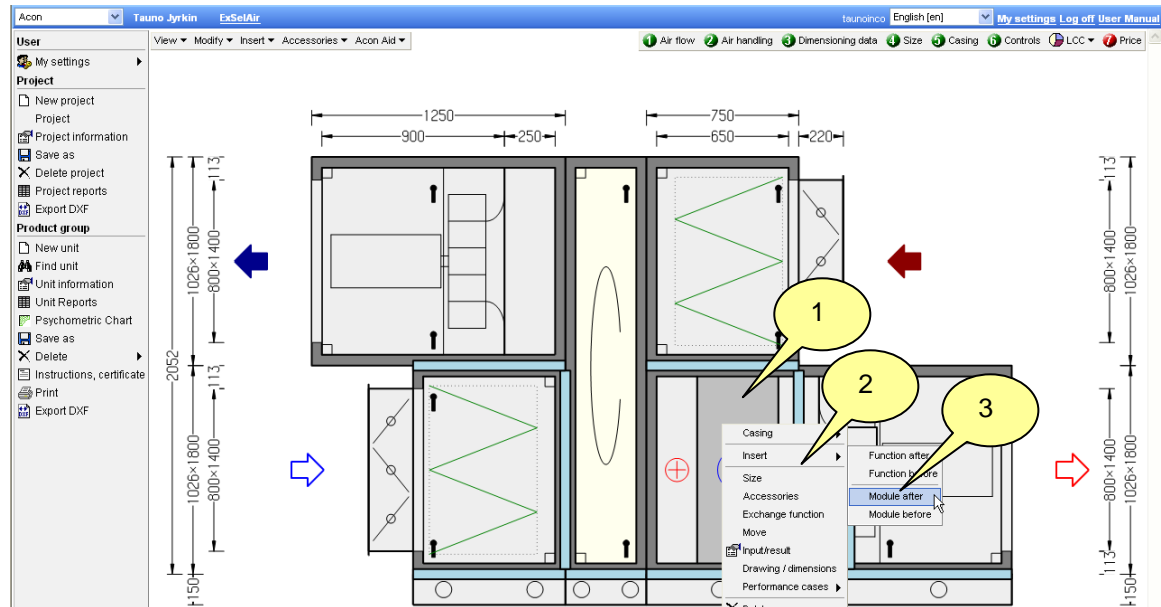 Acon Tauno Jyrkin ExSelAir taunoinco English [en] My settings Log off User Manual
User
My settings
Project
New project
Project
Project information
Save as
Delete project
Project reports
Export DXF
Product group
New unit
Find unit
Unit information
Unit Reports
Psychometric Chart
Save as
Delete
Instructions, certificate
Print
Export DXF
View Modify Insert Accessories Acon Aid
1 Air flow 2 Air handling 3 Dimensioning data 4 Size 5 Casing 6 Controls LCC 7 Price
1250
750
900
250
650
220
113
1026×1800
800×1400
113
800×1400
1026×1800
2052
113
1026×1800
800×1400
150
800×1400
1026×1800
113
150
1
2
3
Casing
Insert
Size
Accessories
Exchange function
Move
Input/result
Drawing / dimensions
Performance cases
Function after
Function before
Module after
Module before